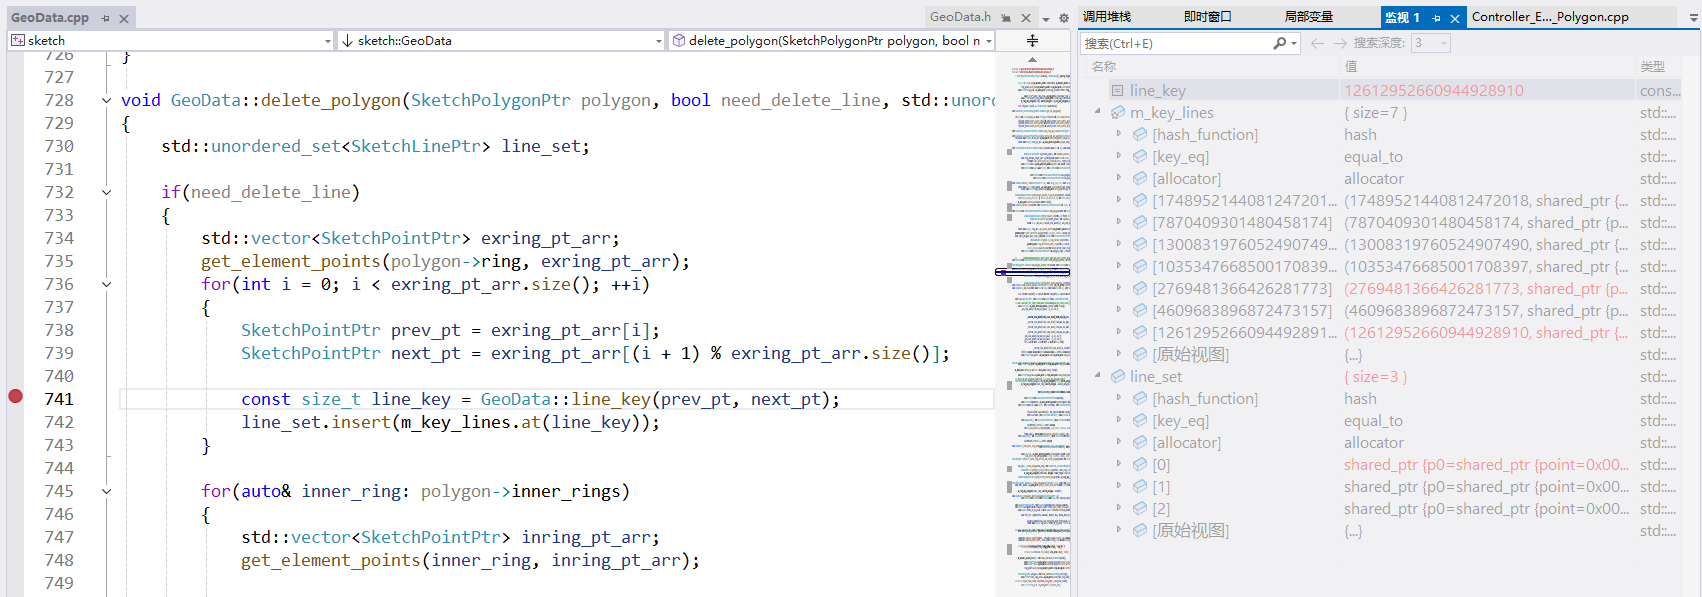 GeoData.cpp
GeoData.h
sketch
sketch::GeoData
delete_polygon(SketchPolygonPtr polygon, bool n
726 }
727
728 void GeoData::delete_polygon(SketchPolygonPtr polygon, bool need_delete_line, std::unor
729 {
730 std::unordered_set<SketchLinePtr> line_set;
731
732 if(need_delete_line)
733 {
734 std::vector<SketchPointPtr> exring_pt_arr;
735 get_element_points(polygon->ring, exring_pt_arr);
736 for(int i = 0; i < exring_pt_arr.size(); ++i)
737 {
738 SketchPointPtr prev_pt = exring_pt_arr[i];
739 SketchPointPtr next_pt = exring_pt_arr[(i + 1) % exring_pt_arr.size()];
740
741 const size_t line_key = GeoData::line_key(prev_pt, next_pt);
742 line_set.insert(m_key_lines.at(line_key));
743 }
744
745 for(auto& inner_ring: polygon->inner_rings)
746 {
747 std::vector<SketchPointPtr> inring_pt_arr;
748 get_element_points(inner_ring, inring_pt_arr);
749
调用堆栈 即时窗口 局部变量 监视 1 Controller_E..._Polygon.cpp
搜索(Ctrl+E) 搜索深度: 3
名称 值 类型
line_key 12612952660944928910 cons...
m_key_lines { size=7 } std::...
[hash_function] hash std::...
[key_eq] equal_to std::...
[allocator] allocator std::...
[1748952144081247201... (17489521440812472018, shared_ptr {... std::...
[7870409301480458174] (7870409301480458174, shared_ptr {p... std::...
[1300831976052490749... (13008319760524907490, shared_ptr {... std::...
[1035347668500170839... (10353476685001708397, shared_ptr {... std::...
[2769481366426281773] (2769481366426281773, shared_ptr {p... std::...
[4609683896872473157] (4609683896872473157, shared_ptr {p... std::...
[1261295266094492891... (12612952660944928910, shared_ptr {... std::...
[原始视图] {...} std::...
line_set { size=3 } std::...
[hash_function] hash std::...
[key_eq] equal_to std::...
[allocator] allocator std::...
[0] shared_ptr {p0=shared_ptr {point=0x00... std::...
[1] shared_ptr {p0=shared_ptr {point=0x00... std::...
[2] shared_ptr {p0=shared_ptr {point=0x00... std::...
[原始视图] {...} std::...